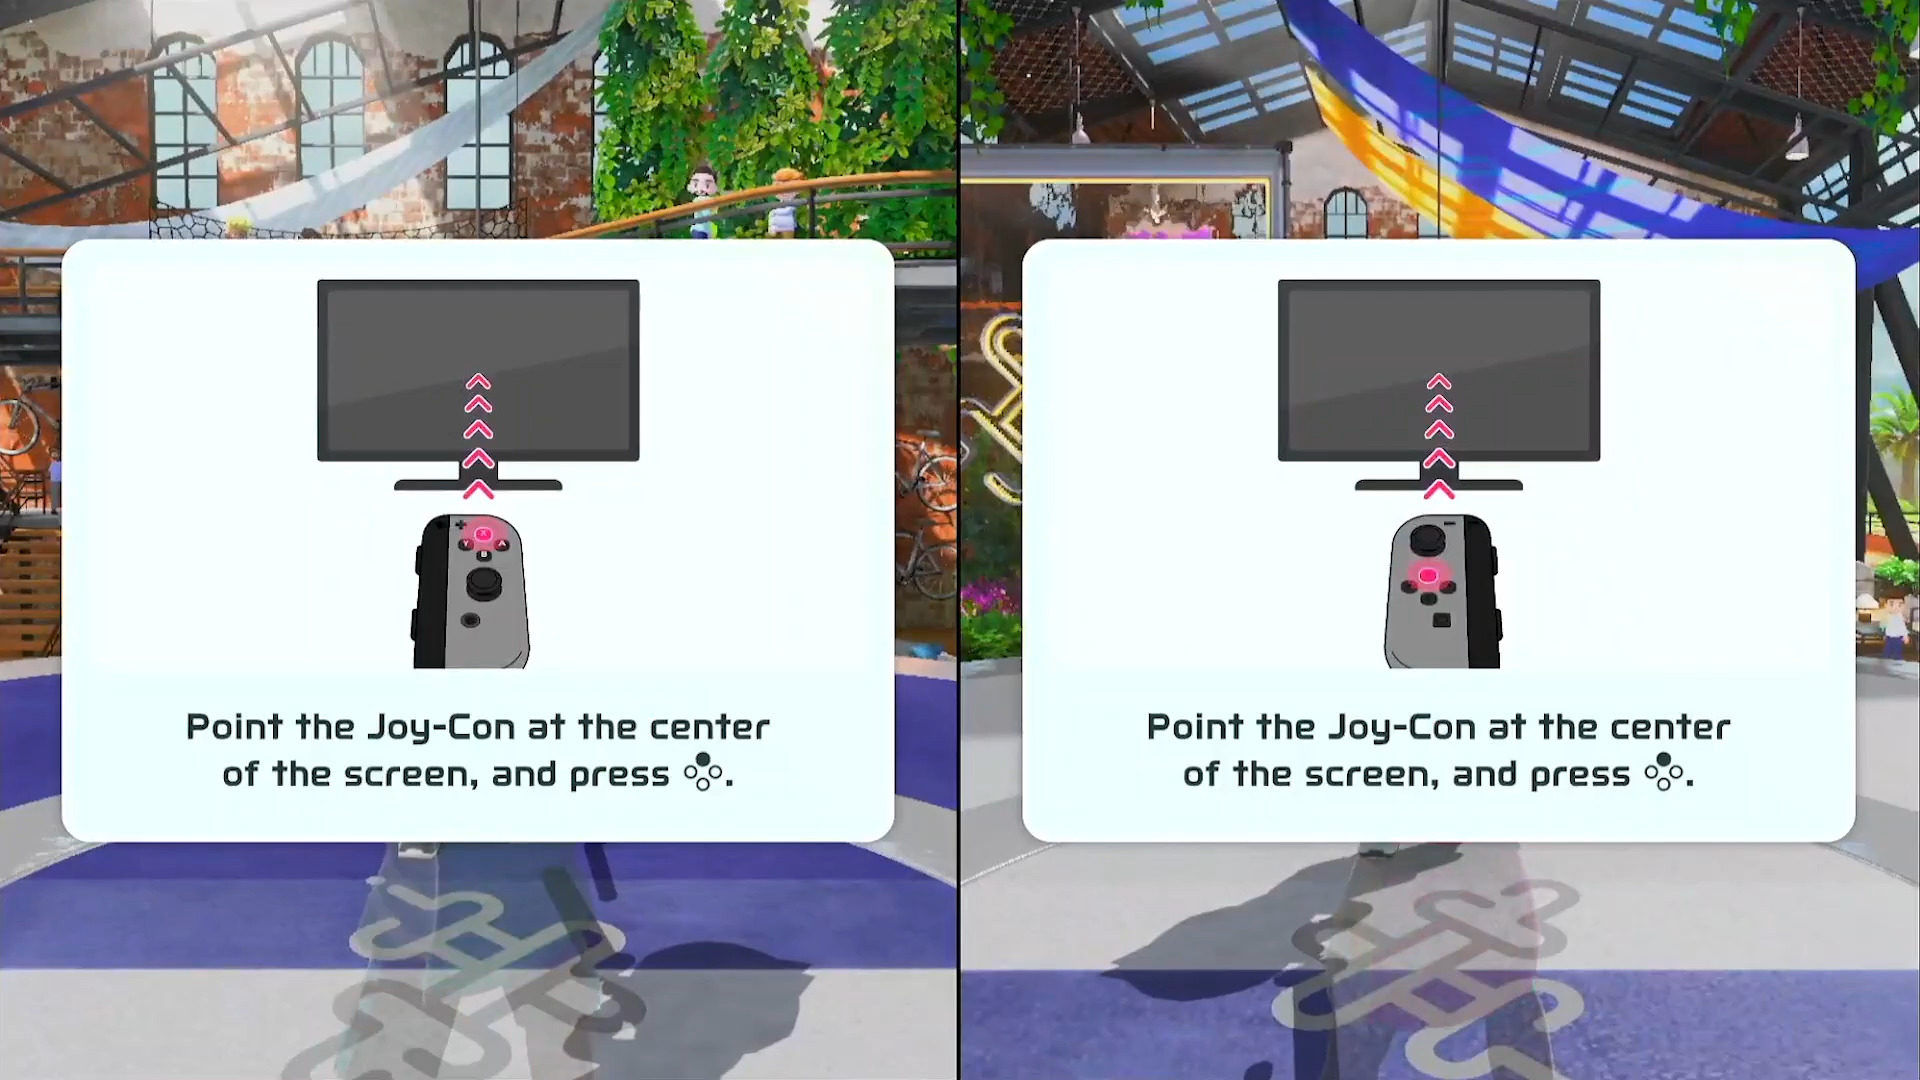 X
Y
A
B
Point the Joy-Con at the center
of the screen, and press .
Point the Joy-Con at the center
of the screen, and press .